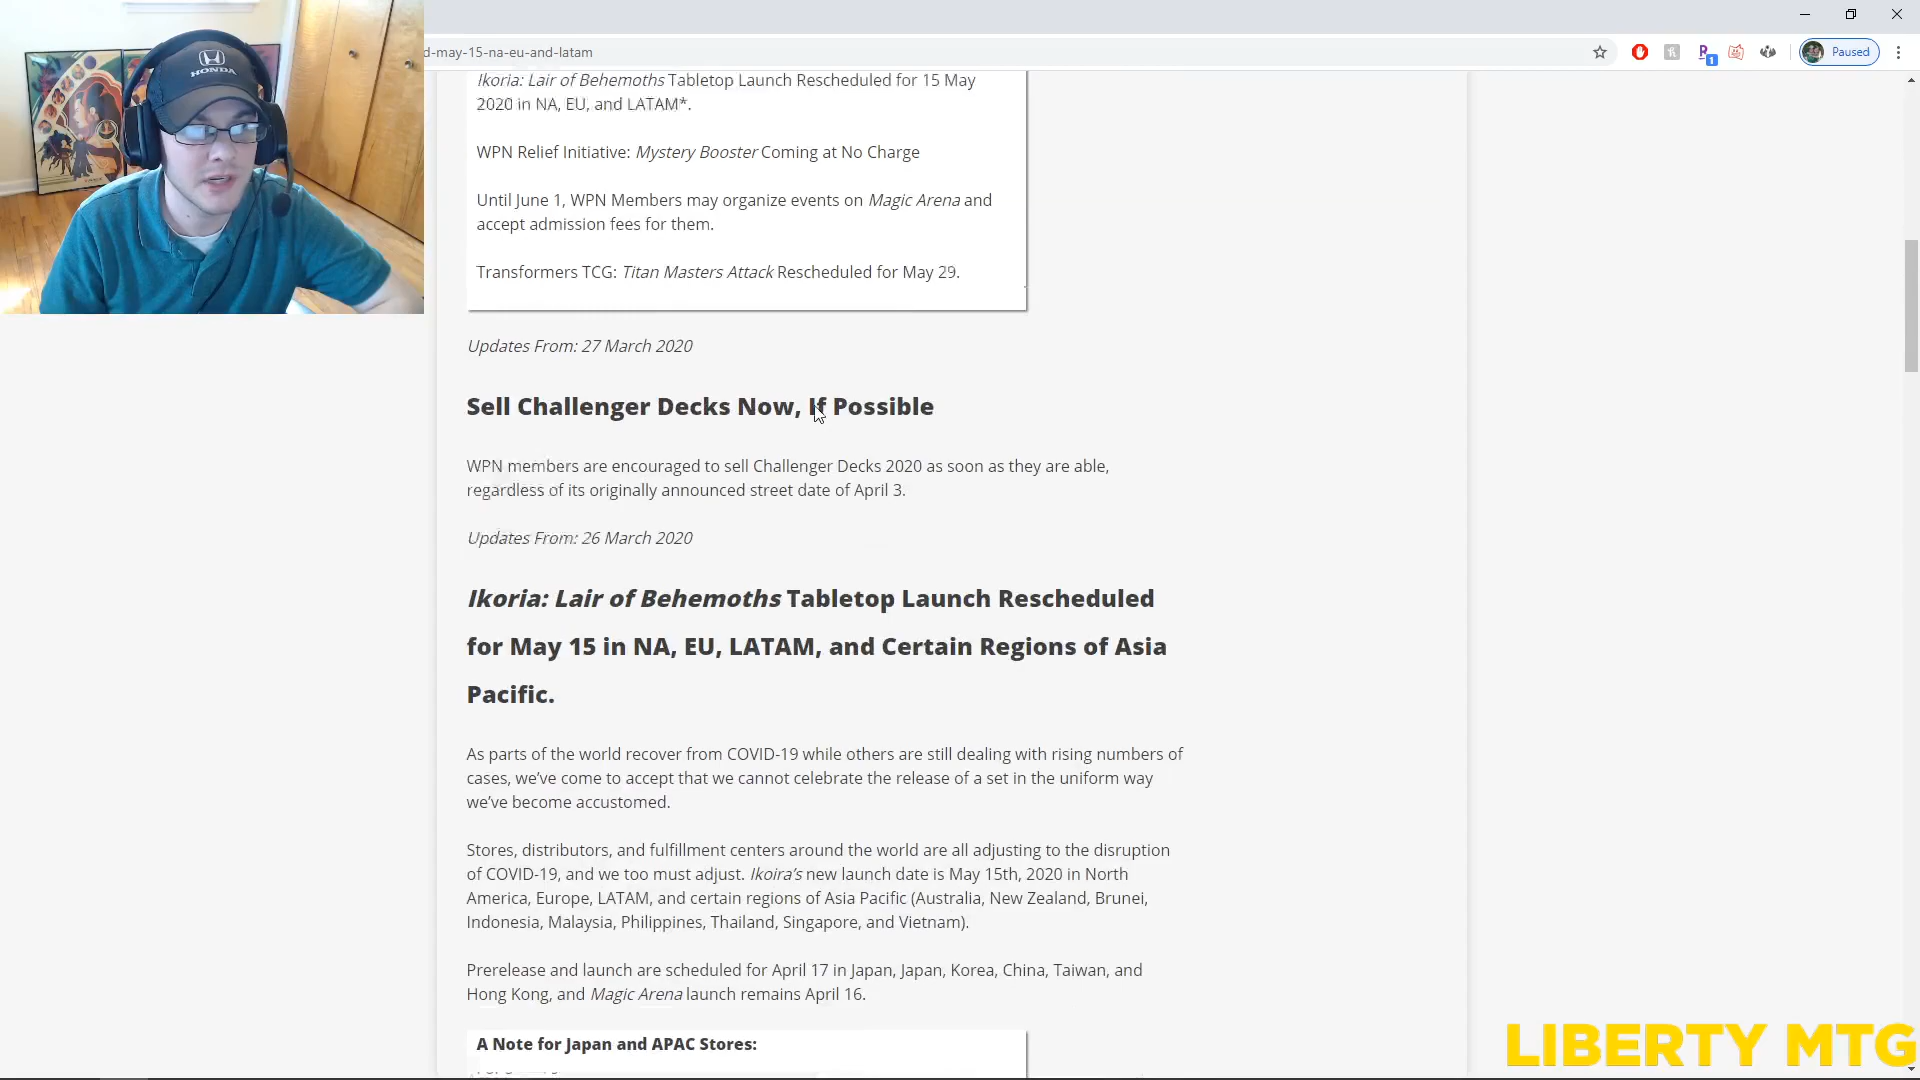 HONDA
d-may-15-na-eu-and-latam
1
Paused
Ikoria: Lair of Behemoths Tabletop Launch Rescheduled for 15 May
2020 in NA, EU, and LATAM*.
WPN Relief Initiative: Mystery Booster Coming at No Charge
Until June 1, WPN Members may organize events on Magic Arena and
accept admission fees for them.
Transformers TCG: Titan Masters Attack Rescheduled for May 29.
Updates From: 27 March 2020
Sell Challenger Decks Now, If Possible
WPN members are encouraged to sell Challenger Decks 2020 as soon as they are able,
regardless of its originally announced street date of April 3.
Updates From: 26 March 2020
Ikoria: Lair of Behemoths Tabletop Launch Rescheduled
for May 15 in NA, EU, LATAM, and Certain Regions of Asia
Pacific.
As parts of the world recover from COVID-19 while others are still dealing with rising numbers of
cases, we’ve come to accept that we cannot celebrate the release of a set in the uniform way
we’ve become accustomed.
Stores, distributors, and fulfillment centers around the world are all adjusting to the disruption
of COVID-19, and we too must adjust. Ikoira’s new launch date is May 15th, 2020 in North
America, Europe, LATAM, and certain regions of Asia Pacific (Australia, New Zealand, Brunei,
Indonesia, Malaysia, Philippines, Thailand, Singapore, and Vietnam).
Prerelease and launch are scheduled for April 17 in Japan, Japan, Korea, China, Taiwan, and
Hong Kong, and Magic Arena launch remains April 16.
A Note for Japan and APAC Stores:
LIBERTY MTG